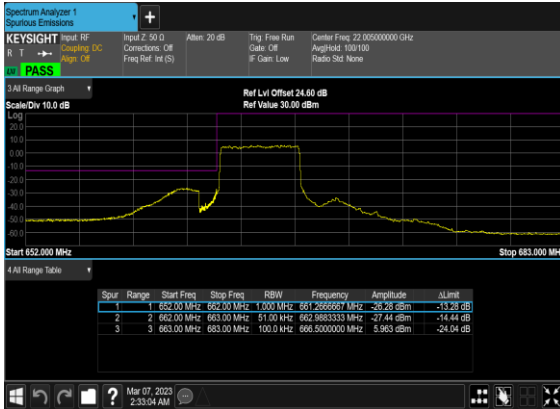 Spectrum Analyzer 1
Spurious Emissions
KEYSIGHT Input: RF Input Z: 50 Ω Atten: 20 dB Trig: Free Run Center Freq: 22.005000000 GHz
R T Coupling: DC Corrections: Off Gate: Off Avg|Hold: 100/100
Align: Off Freq Ref: Int (S) IF Gain: Low Radio Std: None
PASS
3 All Range Graph
Ref Lvl Offset 24.60 dB
Scale/Div 10.0 dB Ref Value 30.00 dBm
Log
20.0
10.0
0.00
-10.0
-20.0
-30.0
-40.0
-50.0
-60.0
Start 652.000 MHz Stop 683.000 MHz
4 All Range Table
Spur Range Start Freq Stop Freq RBW Frequency Amplitude ΔLimit
1 1 652.00 MHz 662.00 MHz 1.000 MHz 661.2666667 MHz -26.28 dBm -13.28 dB
2 2 662.00 MHz 663.00 MHz 51.00 kHz 662.9883333 MHz -27.44 dBm -14.44 dB
3 3 663.00 MHz 683.00 MHz 100.0 kHz 666.5000000 MHz 5.963 dBm -24.04 dB
? Mar 07, 2023
2:33:04 AM